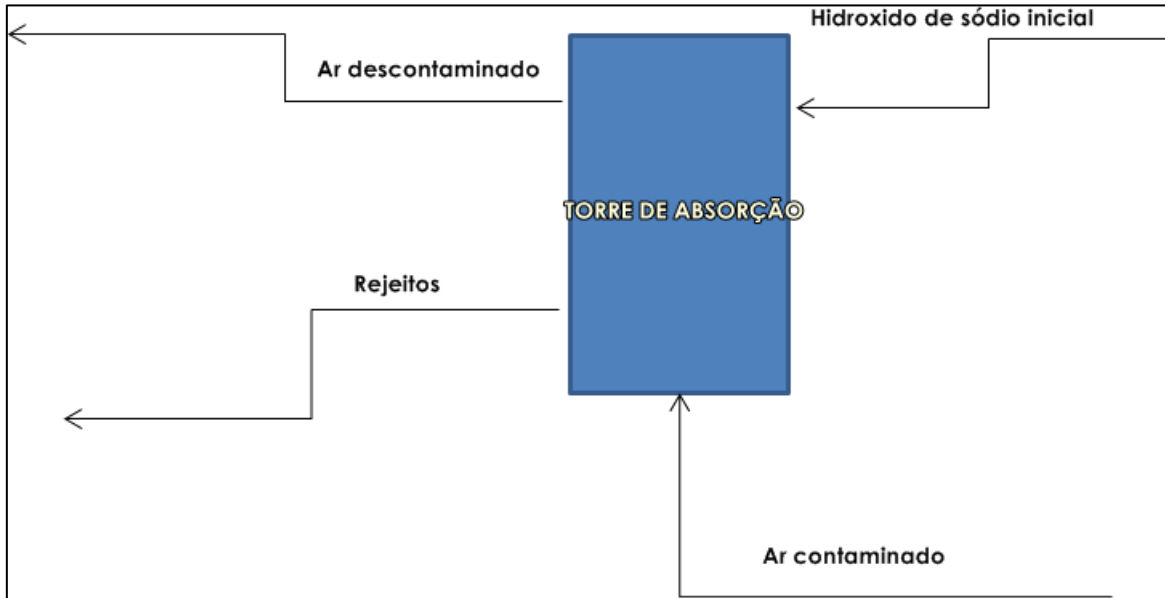 Hidroxido de sódio inicial
Ar descontaminado
TORRE DE ABSORÇÃO
Rejeitos
Ar contaminado